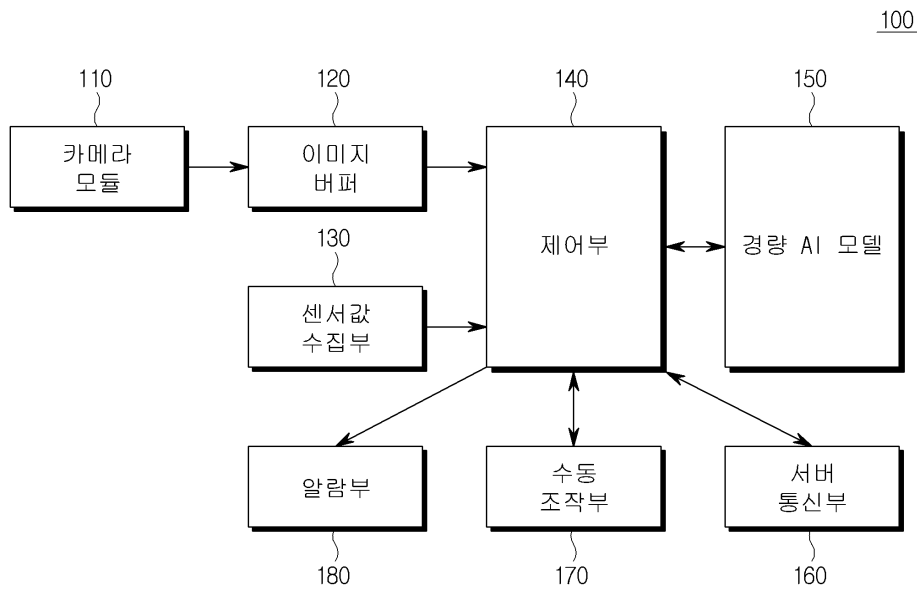 100
110
120
140
150
카메라
모듈
이미지
버퍼
제어부
경량 AI 모델
130
센서값
수집부
알람부
수동
조작부
서버
통신부
180
170
160